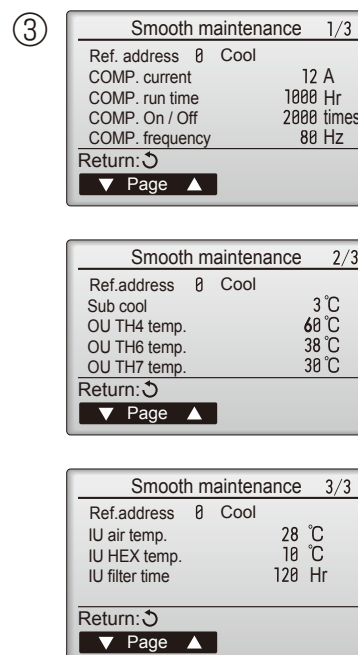 ③
Smooth maintenance 1/3
Ref. address 0 Cool
COMP. current 12 A
COMP. run time 1000 Hr
COMP. On / Off 2000 times
COMP. frequency 80 Hz
Return:
▼ Page ▲
Smooth maintenance 2/3
Ref.address 0 Cool
Sub cool 3℃
OU TH4 temp. 60℃
OU TH6 temp. 38℃
OU TH7 temp. 30℃
Return:
▼ Page ▲
Smooth maintenance 3/3
Ref.address 0 Cool
IU air temp. 28 ℃
IU HEX temp. 10 ℃
IU filter time 120 Hr
Return:
▼ Page ▲